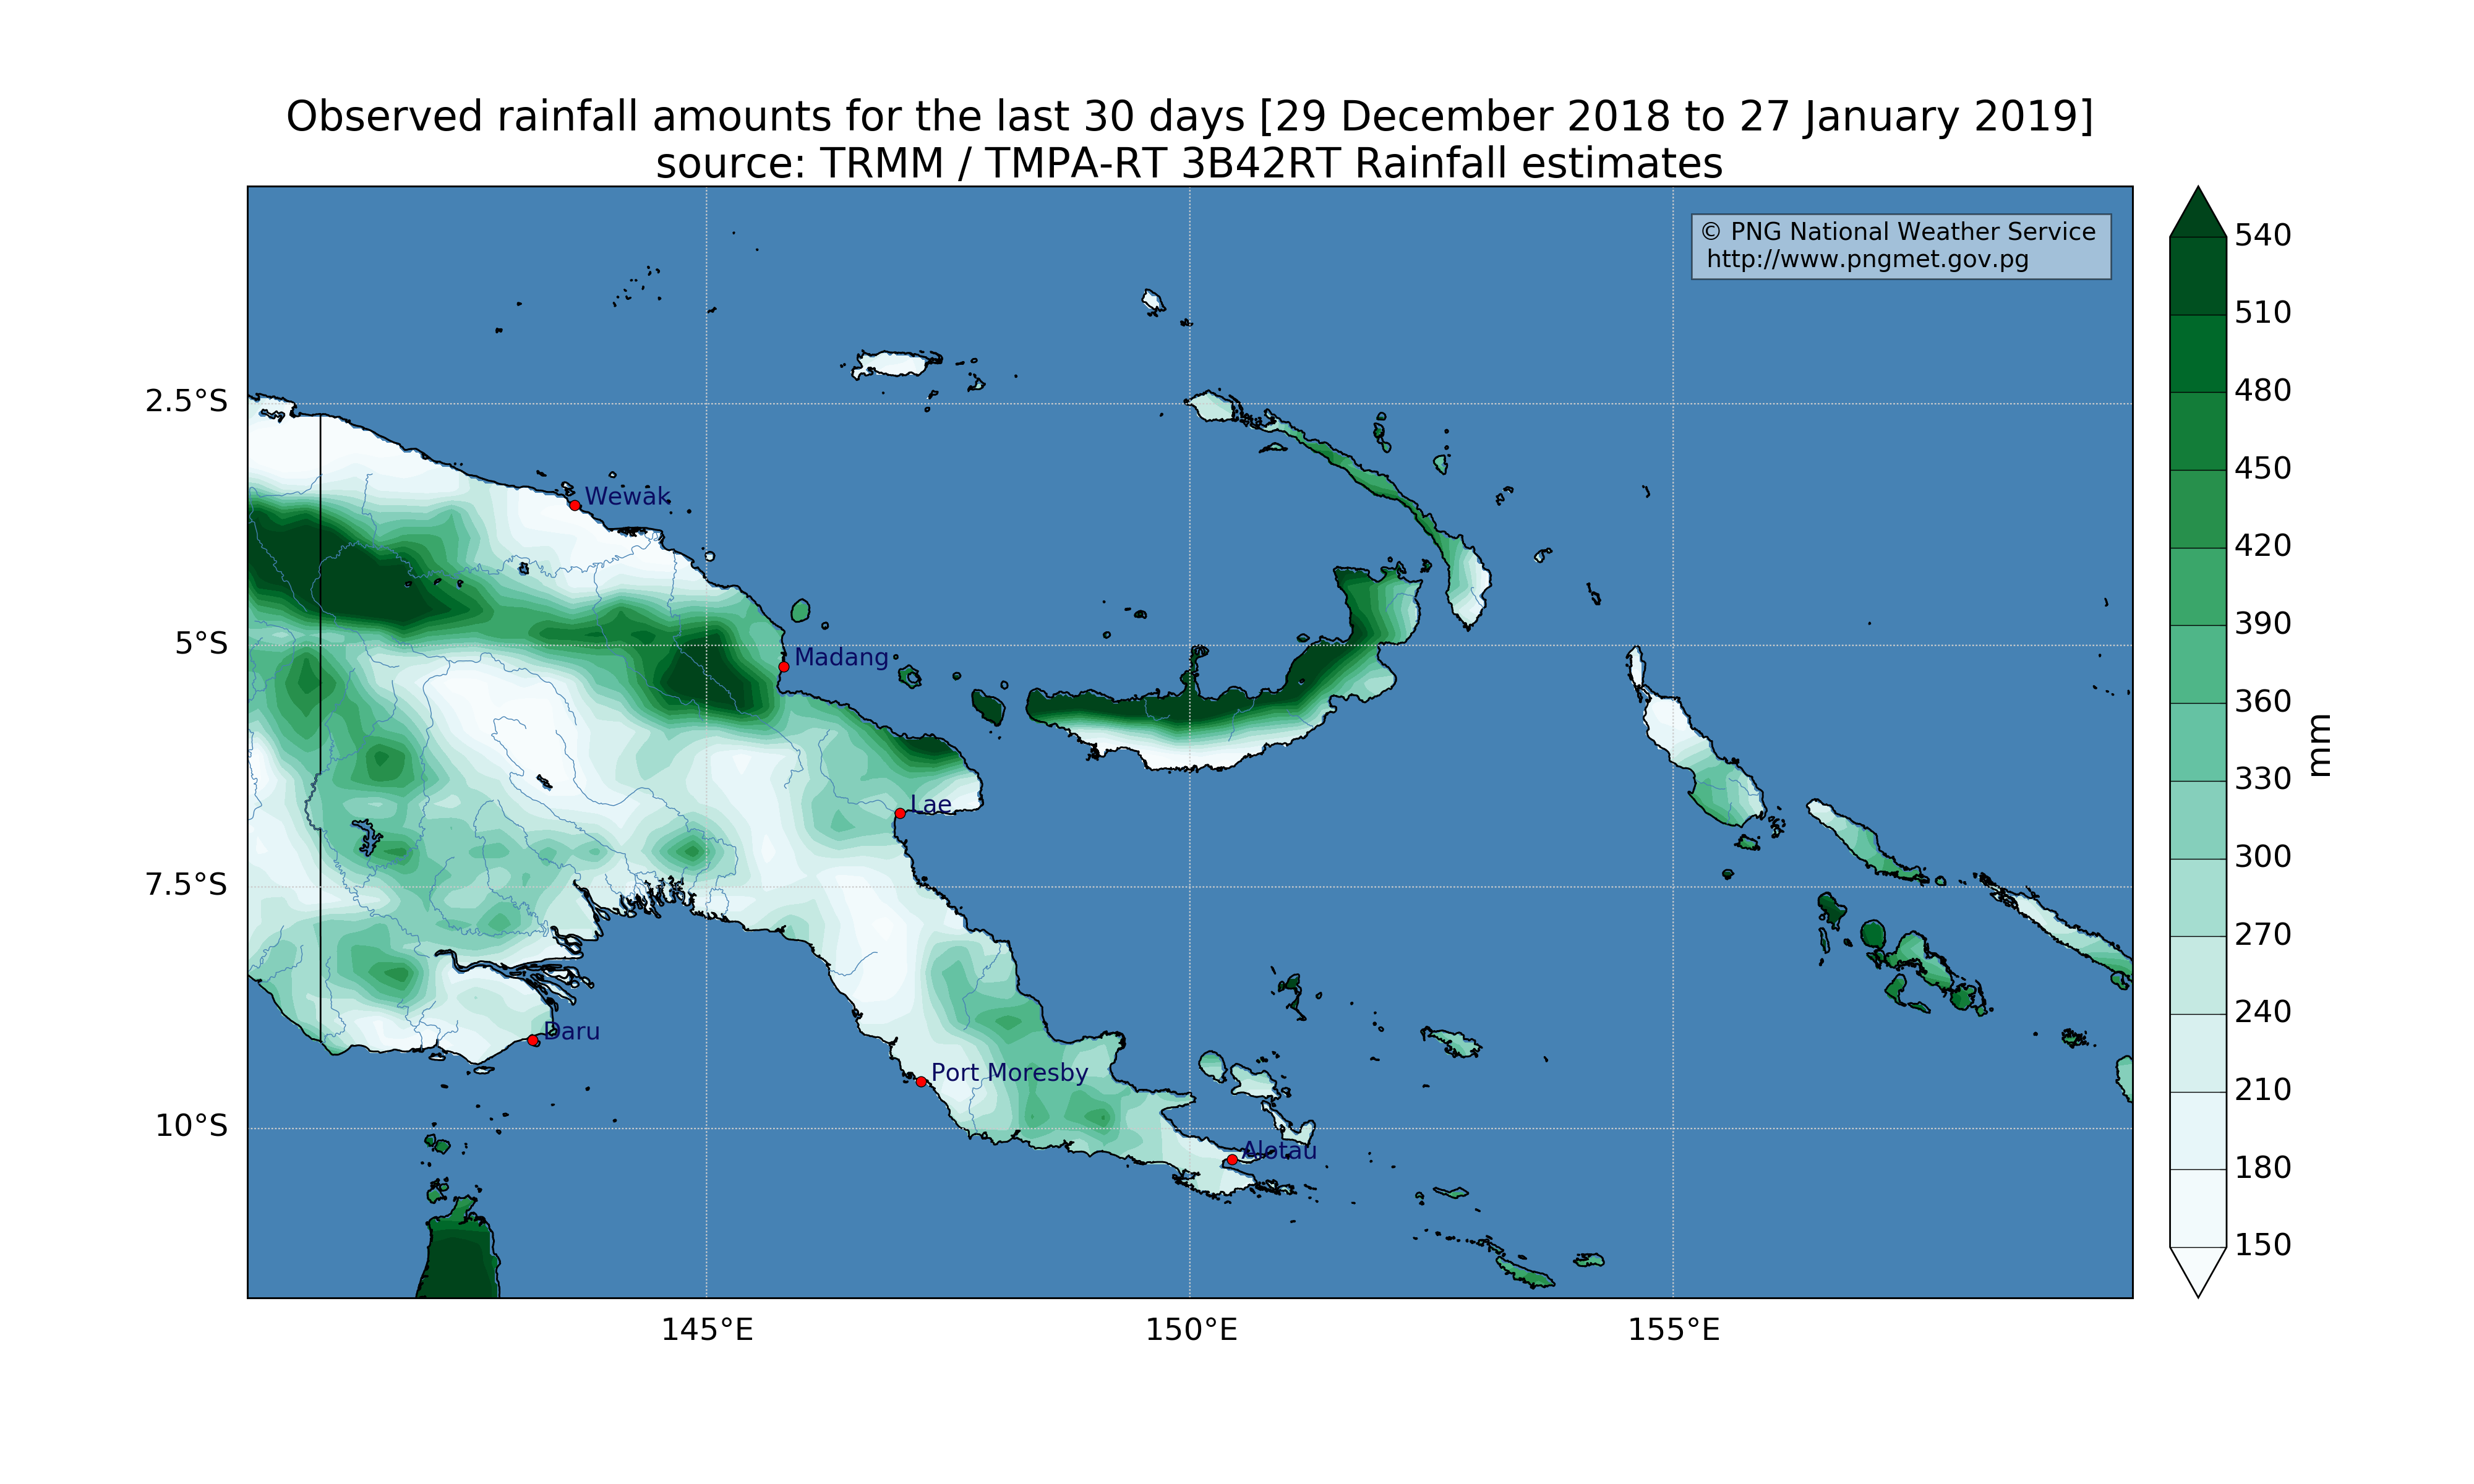 Observed rainfall amounts for the last 30 days [29 December 2018 to 27 January 2019]
source: TRMM / TMPA-RT 3B42RT Rainfall estimates
© PNG National Weather Service
http://www.pngmet.gov.pg
2.5°S
5°S
7.5°S
10°S
Wewak
Madang
Lae
Daru
Port Moresby
Alotau
145°E
150°E
155°E
540
510
480
450
420
390
360
330
300
270
240
210
180
150
mm